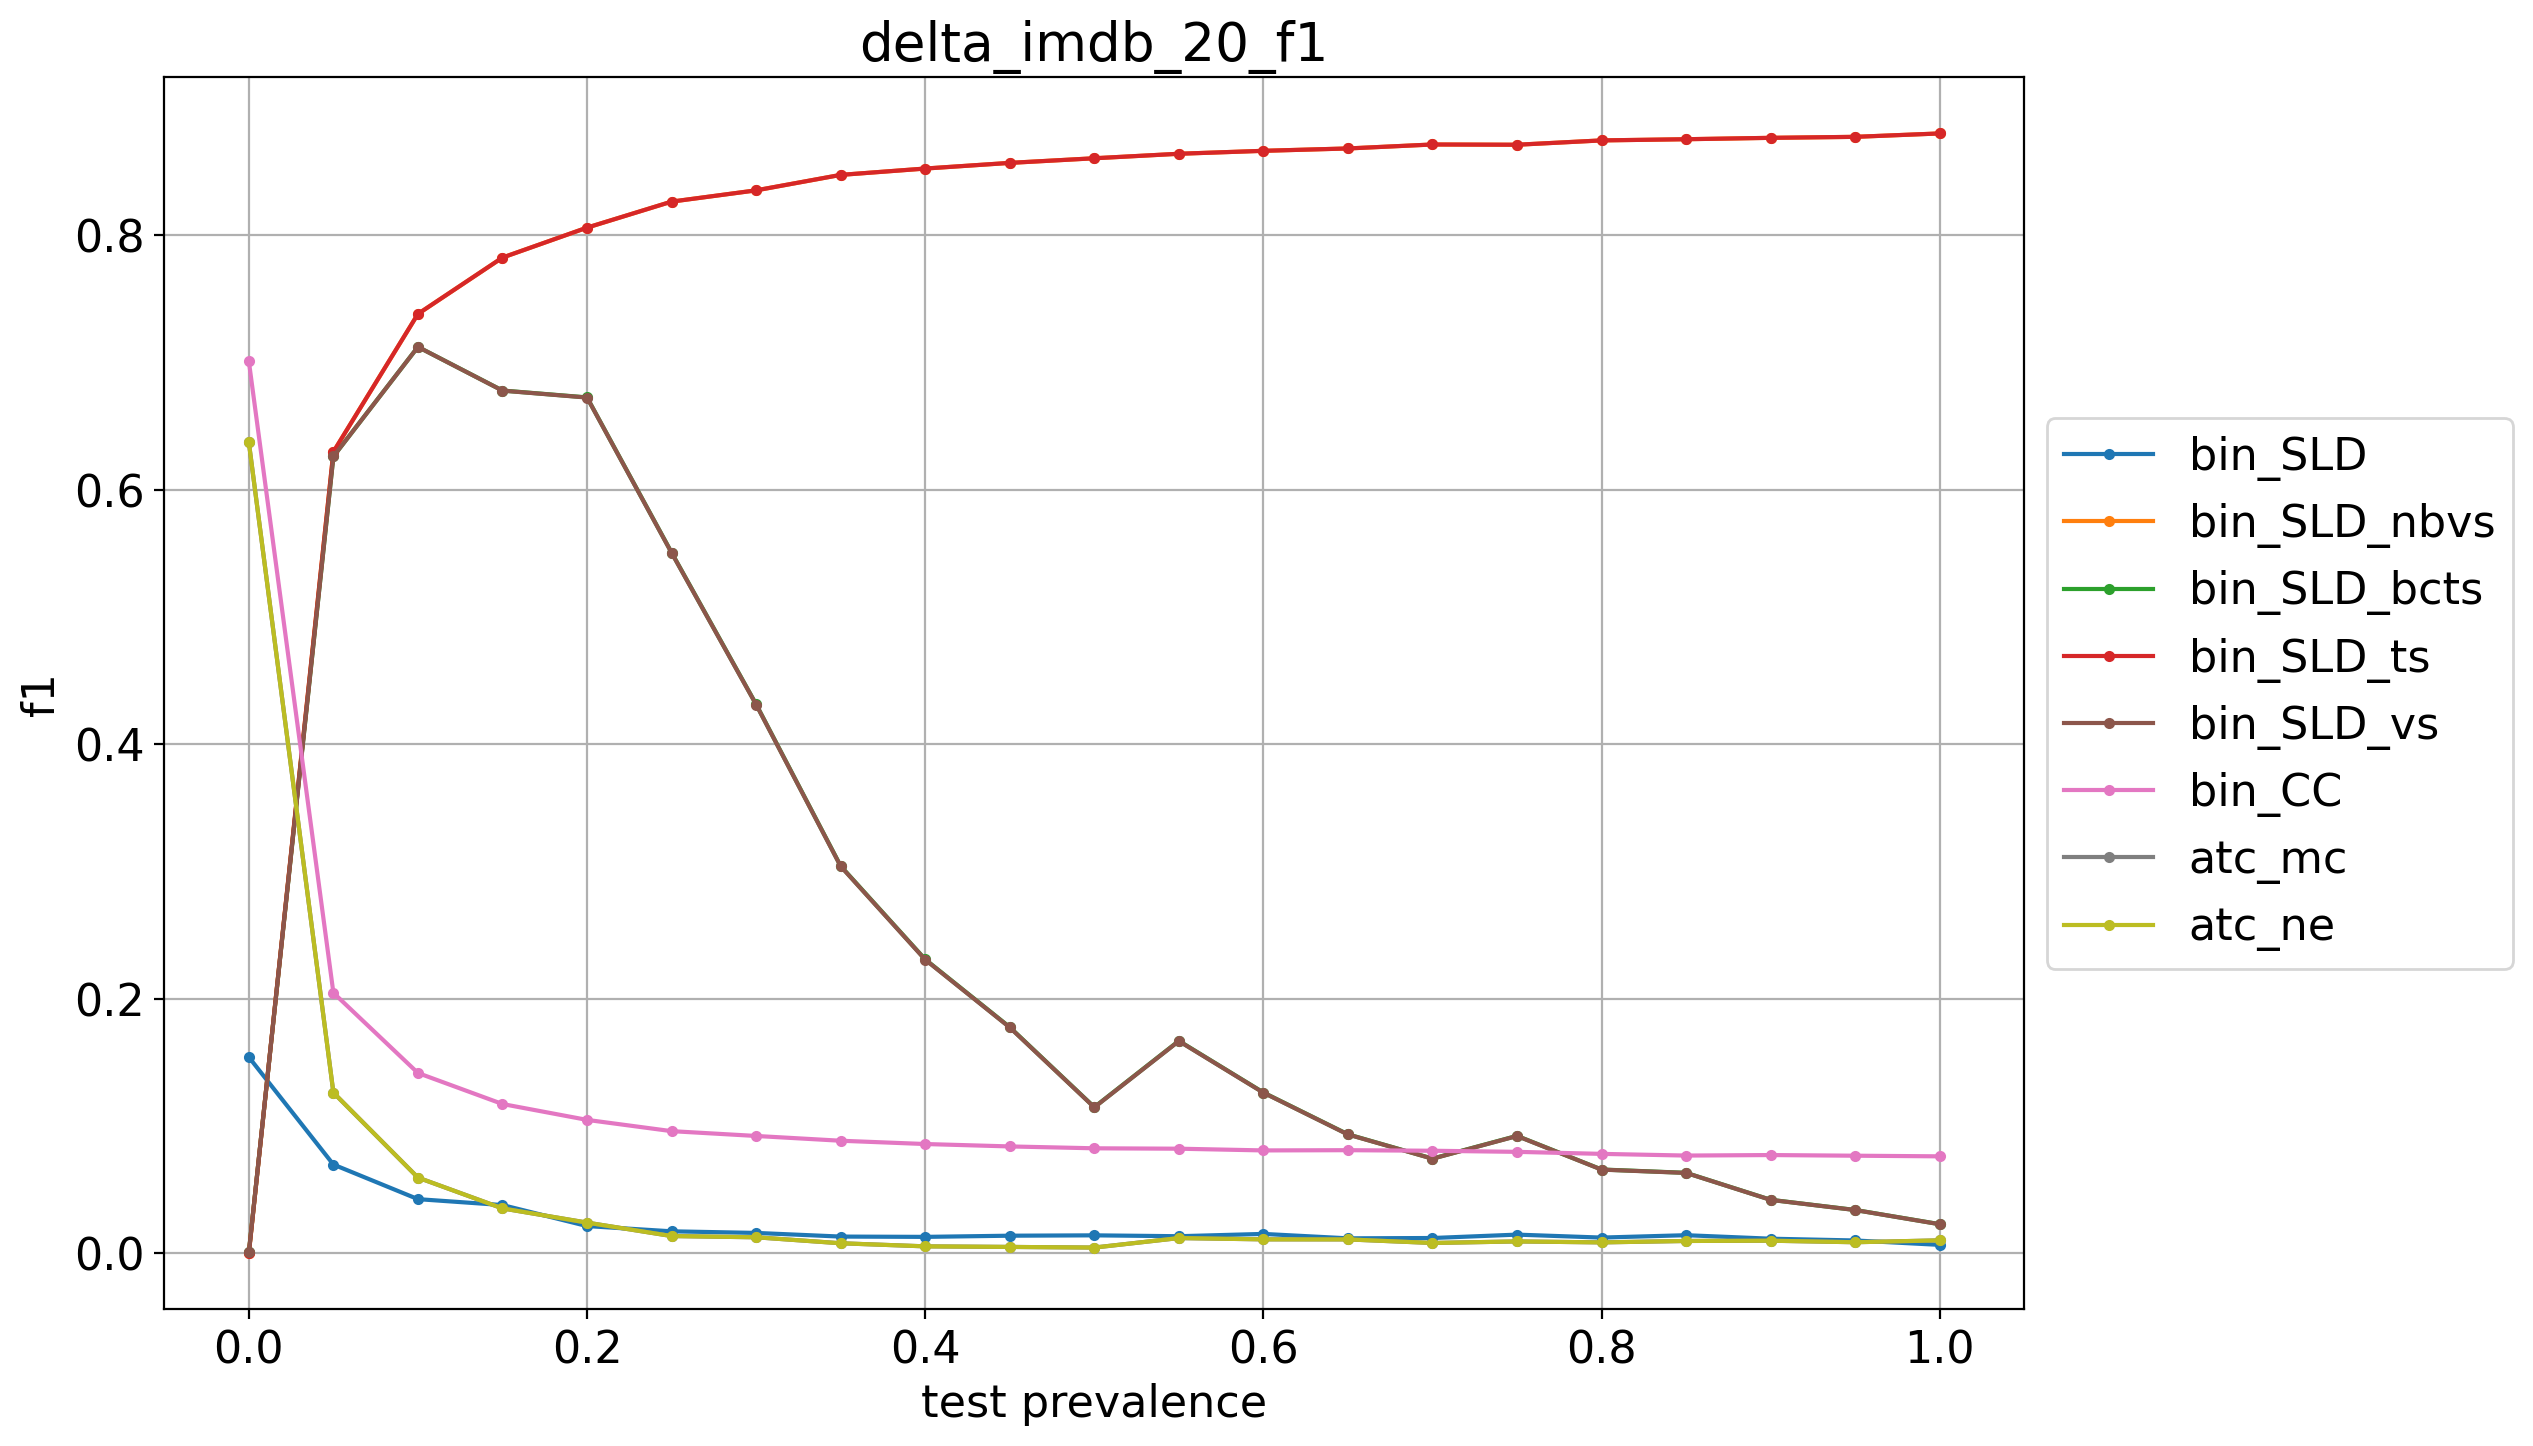 delta_imdb_20_f1
f1
0.8
0.6
0.4
0.2
0.0
0.0 0.2 0.4 0.6 0.8 1.0
test prevalence
bin_SLD
bin_SLD_nbvs
bin_SLD_bcts
bin_SLD_ts
bin_SLD_vs
bin_CC
atc_mc
atc_ne